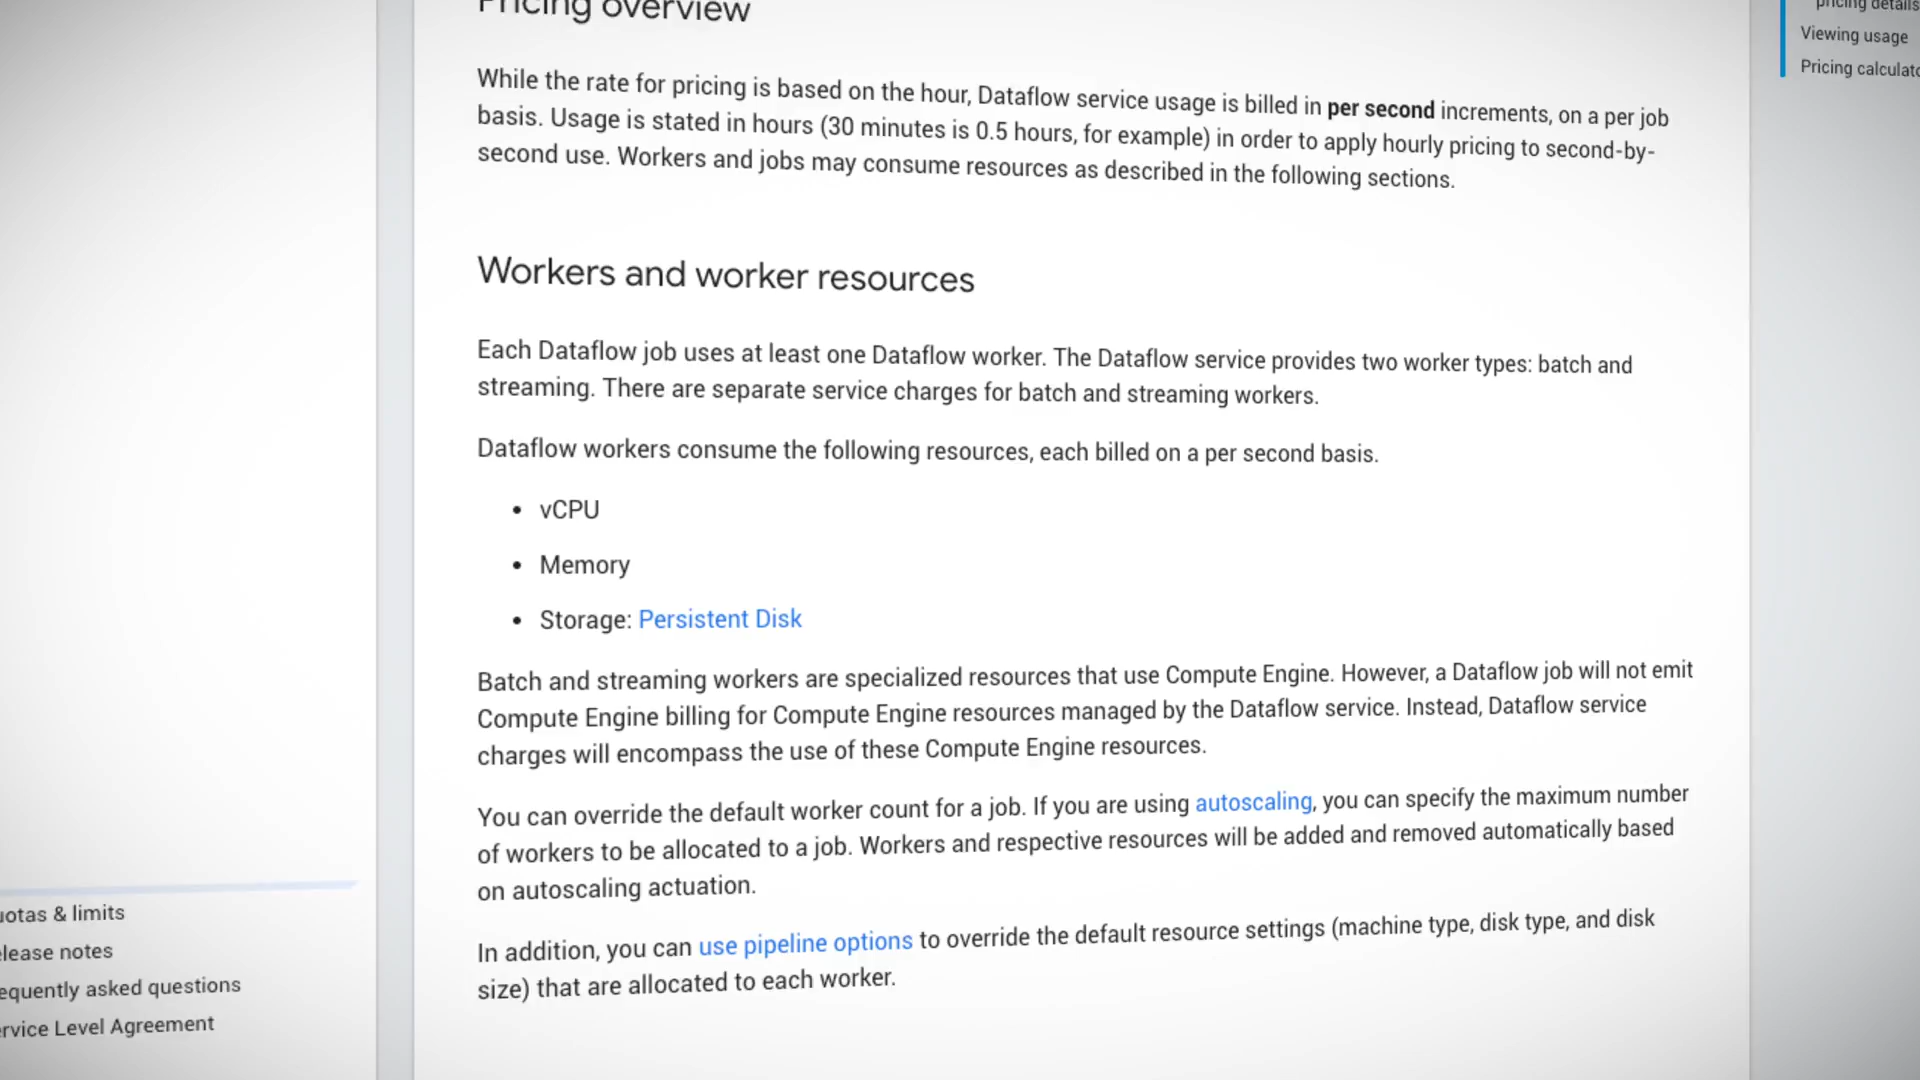 Pricing overview
While the rate for pricing is based on the hour, Dataflow service usage is billed in per second increments, on a per job
basis. Usage is stated in hours (30 minutes is 0.5 hours, for example) in order to apply hourly pricing to second-by-
second use. Workers and jobs may consume resources as described in the following sections.
Workers and worker resources
Each Dataflow job uses at least one Dataflow worker. The Dataflow service provides two worker types: batch and
streaming. There are separate service charges for batch and streaming workers.
Dataflow workers consume the following resources, each billed on a per second basis.
• vCPU
• Memory
• Storage: Persistent Disk
Batch and streaming workers are specialized resources that use Compute Engine. However, a Dataflow job will not emit
Compute Engine billing for Compute Engine resources managed by the Dataflow service. Instead, Dataflow service
charges will encompass the use of these Compute Engine resources.
You can override the default worker count for a job. If you are using autoscaling, you can specify the maximum number
of workers to be allocated to a job. Workers and respective resources will be added and removed automatically based
on autoscaling actuation.
In addition, you can use pipeline options to override the default resource settings (machine type, disk type, and disk
size) that are allocated to each worker.
uotas & limits
elease notes
equently asked questions
ervice Level Agreement
pricing details
Viewing usage
Pricing calculato